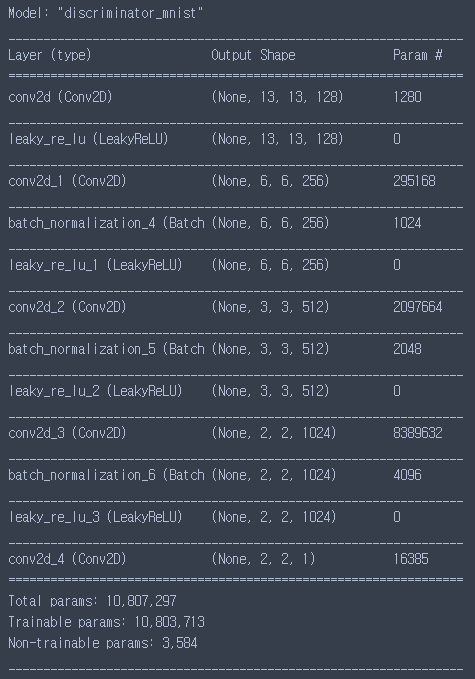 Model: "discriminator_mnist"
Layer (type) Output Shape Param #
conv2d (Conv2D) (None, 13, 13, 128) 1280
leaky_re_lu (LeakyReLU) (None, 13, 13, 128) 0
conv2d_1 (Conv2D) (None, 6, 6, 256) 295168
batch_normalization_4 (Batch (None, 6, 6, 256) 1024
leaky_re_lu_1 (LeakyReLU) (None, 6, 6, 256) 0
conv2d_2 (Conv2D) (None, 3, 3, 512) 2097664
batch_normalization_5 (Batch (None, 3, 3, 512) 2048
leaky_re_lu_2 (LeakyReLU) (None, 3, 3, 512) 0
conv2d_3 (Conv2D) (None, 2, 2, 1024) 8389632
batch_normalization_6 (Batch (None, 2, 2, 1024) 4096
leaky_re_lu_3 (LeakyReLU) (None, 2, 2, 1024) 0
conv2d_4 (Conv2D) (None, 2, 2, 1) 16385
Total params: 10,807,297
Trainable params: 10,803,713
Non-trainable params: 3,584